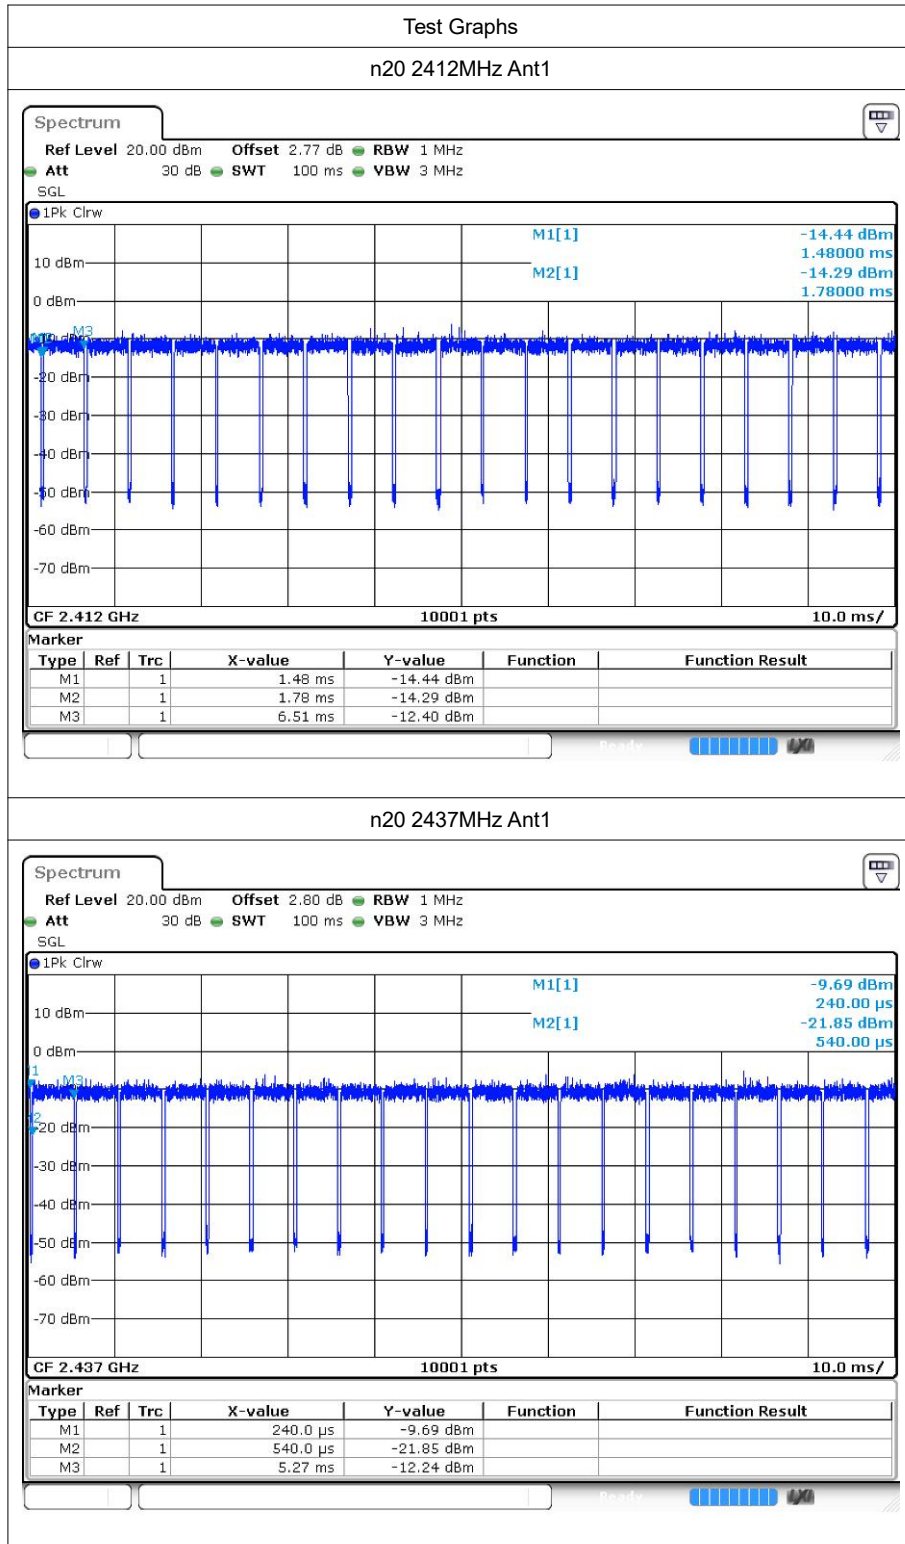 Test Graphs
n20 2412MHz Ant1
Spectrum
Ref Level 20.00 dBm Offset 2.77 dB RBW 1 MHz
Att 30 dB SWT 100 ms VBW 3 MHz
SGL
1Pk Clrw
M1[1] -14.44 dBm
1.48000 ms
10 dBm
M2[1] -14.29 dBm
1.78000 ms
0 dBm
M3
-20 dBm
-30 dBm
-40 dBm
-50 dBm
-60 dBm
-70 dBm
CF 2.412 GHz 10001 pts 10.0 ms/
Marker
Type Ref Trc X-value Y-value Function Function Result
M1 1 1.48 ms -14.44 dBm
M2 1 1.78 ms -14.29 dBm
M3 1 6.51 ms -12.40 dBm
Ready
n20 2437MHz Ant1
Spectrum
Ref Level 20.00 dBm Offset 2.80 dB RBW 1 MHz
Att 30 dB SWT 100 ms VBW 3 MHz
SGL
1Pk Clrw
M1[1] -9.69 dBm
240.00 µs
10 dBm
M2[1] -21.85 dBm
540.00 µs
0 dBm
M3
-20 dBm
-30 dBm
-40 dBm
-50 dBm
-60 dBm
-70 dBm
CF 2.437 GHz 10001 pts 10.0 ms/
Marker
Type Ref Trc X-value Y-value Function Function Result
M1 1 240.0 µs -9.69 dBm
M2 1 540.0 µs -21.85 dBm
M3 1 5.27 ms -12.24 dBm
Ready